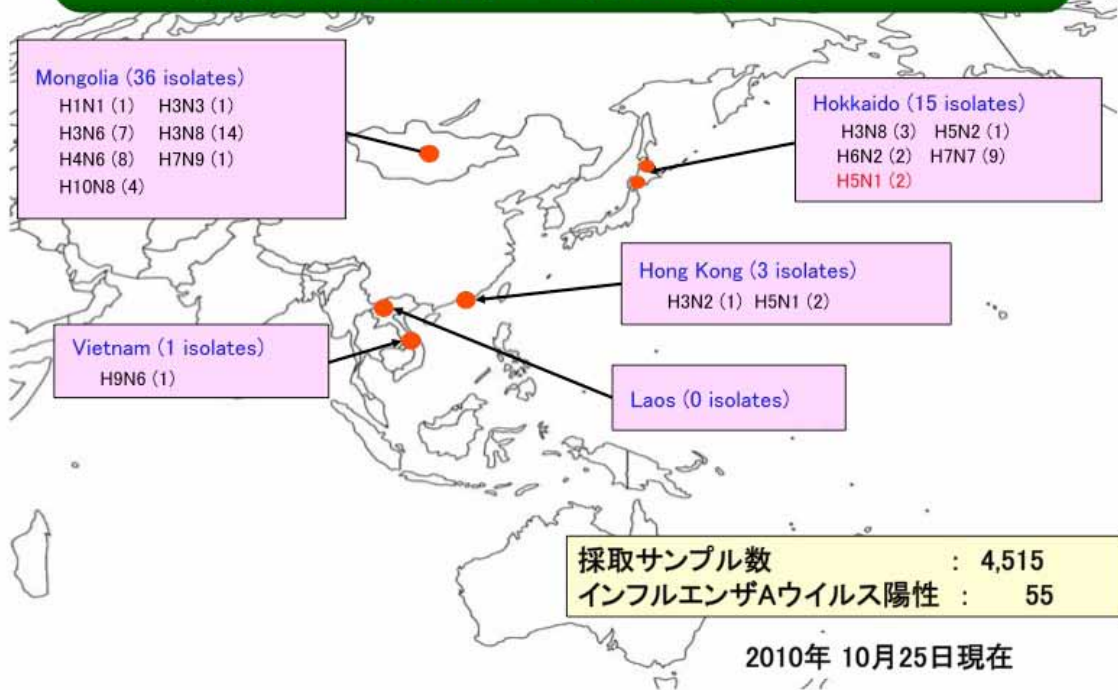 Mongolia (36 isolates)
H1N1 (1) H3N3 (1)
H3N6 (7) H3N8 (14)
H4N6 (8) H7N9 (1)
H10N8 (4)
Hokkaido (15 isolates)
H3N8 (3) H5N2 (1)
H6N2 (2) H7N7 (9)
H5N1 (2)
Hong Kong (3 isolates)
H3N2 (1) H5N1 (2)
Vietnam (1 isolates)
H9N6 (1)
Laos (0 isolates)
採取サンプル数 : 4,515
インフルエンザAウイルス陽性 : 55
2010年 10月25日現在